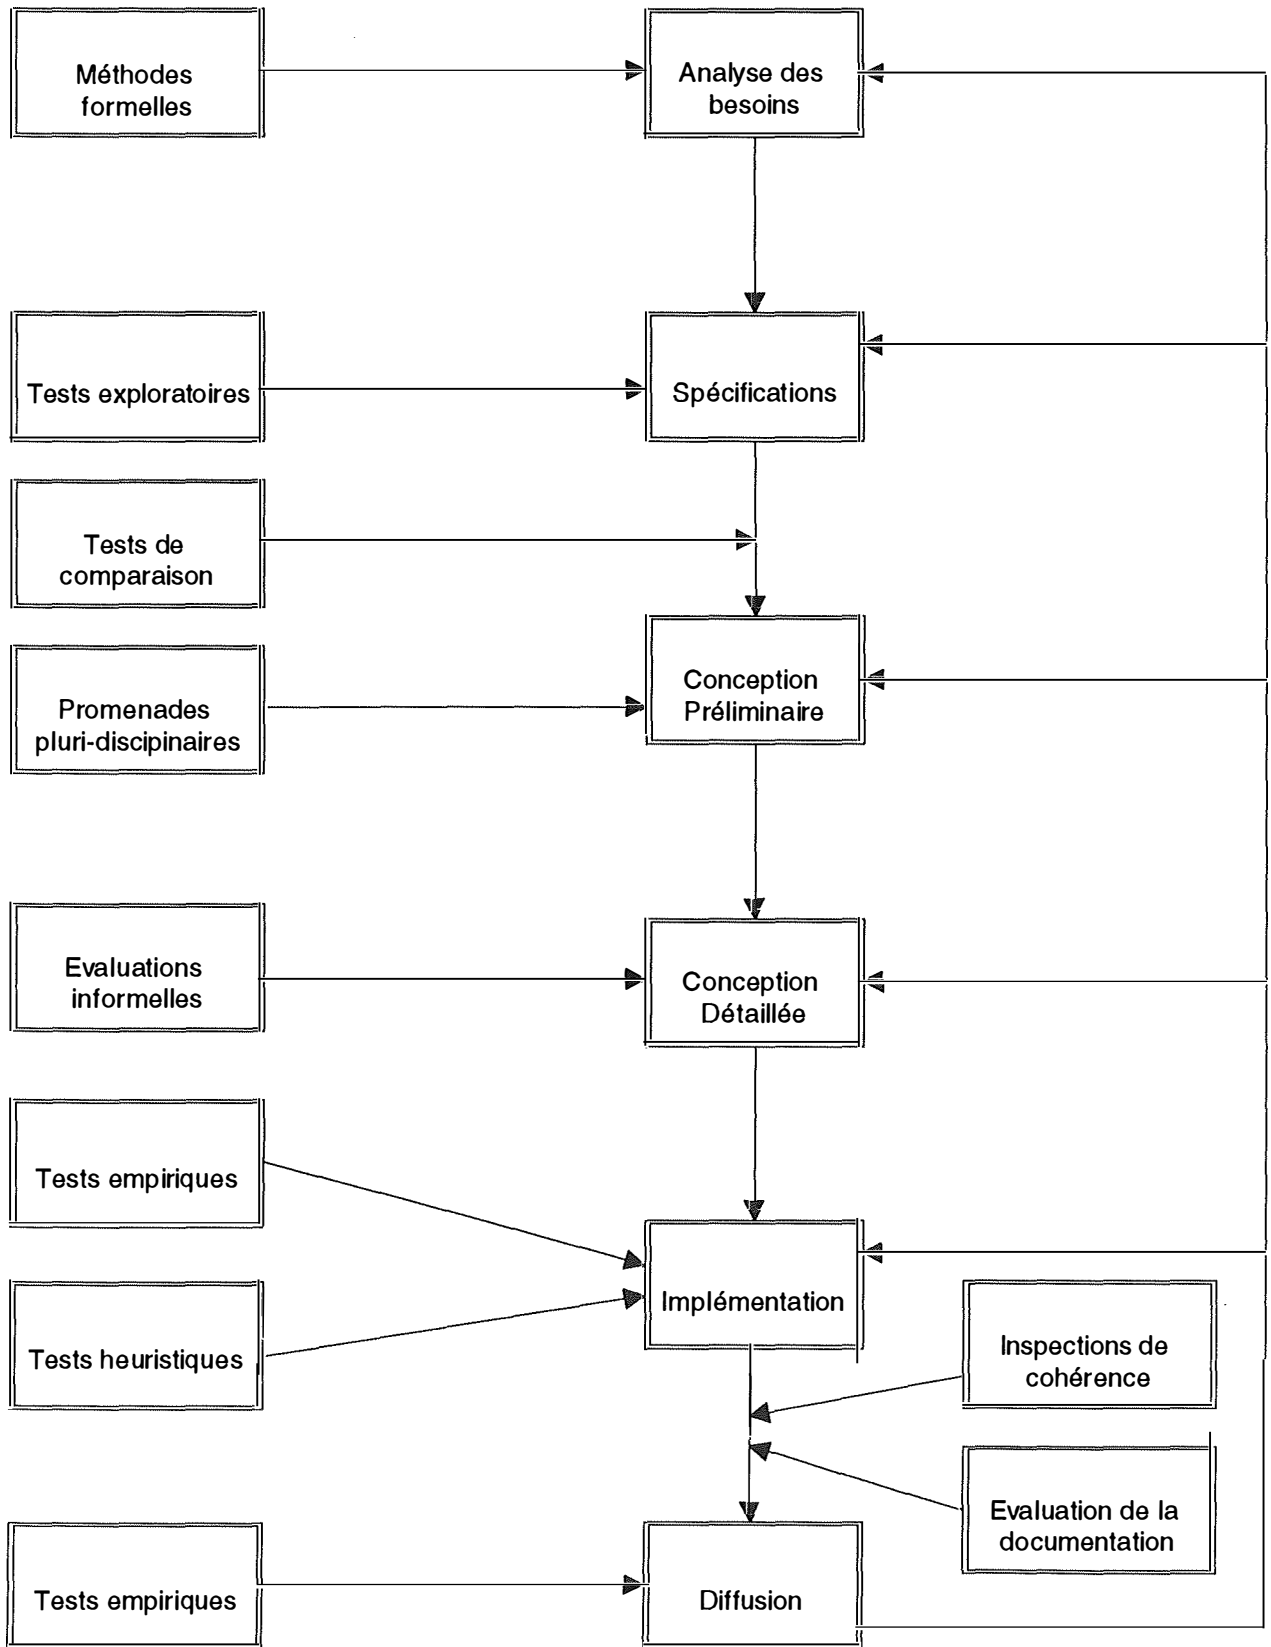 Méthodes
formelles
Analyse des
besoins
Tests exploratoires
Spécifications
Tests de
comparaison
Promenades
pluri-discipinaires
Conception
Préliminaire
Evaluations
informelles
Conception
Détaillée
Tests empiriques
Tests heuristiques
Implémentation
Inspections de
cohérence
Evaluation de la
documentation
Tests empiriques
Diffusion